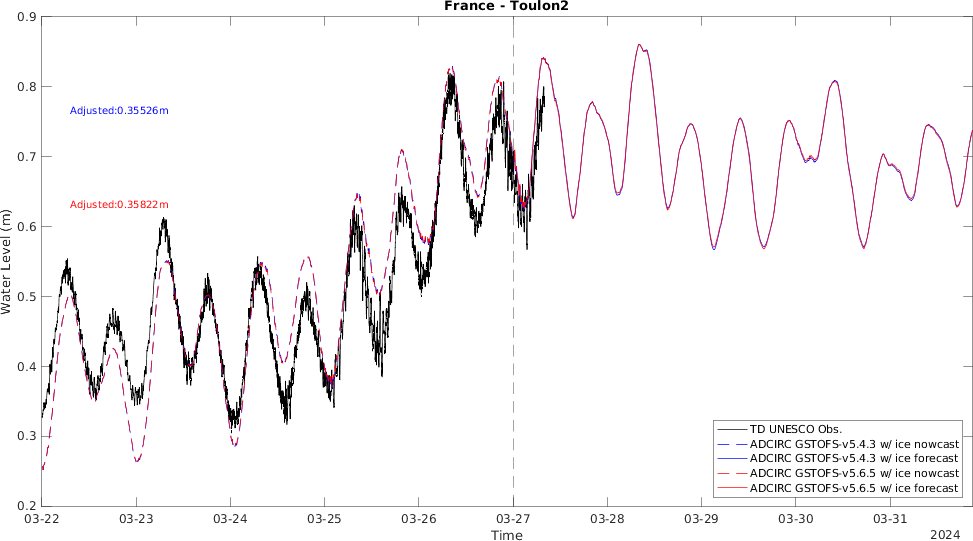 France - Toulon2
0.9
0.8
0.7
0.6
0.5
0.4
0.3
0.2
Water Level (m)
Adjusted:0.35526m
Adjusted:0.35822m
TD UNESCO Obs.
ADCIRC GSTOFS-v5.4.3 w/ ice nowcast
ADCIRC GSTOFS-v5.4.3 w/ ice forecast
ADCIRC GSTOFS-v5.6.5 w/ ice nowcast
ADCIRC GSTOFS-v5.6.5 w/ ice forecast
03-22 03-23 03-24 03-25 03-26 03-27 03-28 03-29 03-30 03-31
Time
2024